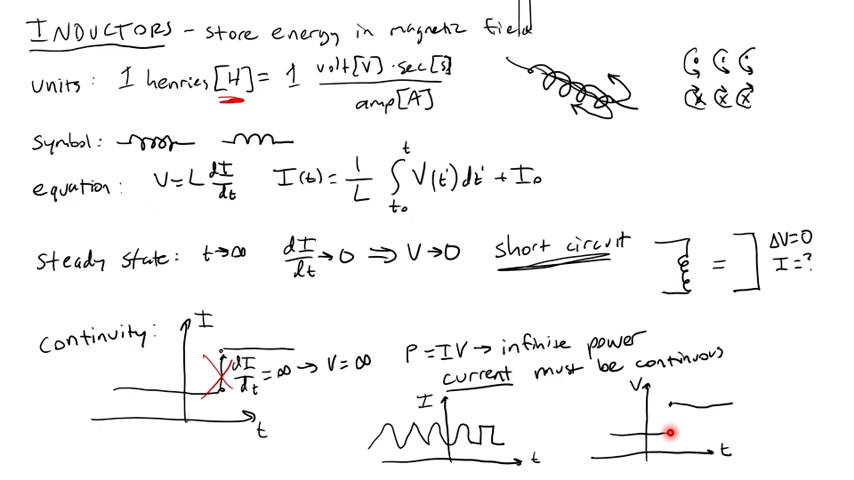 INDUCTORS - store energy in magnetic field
units: 1 henries [H] = 1 volt[V]·sec[s] / amp[A]
symbol:
equation: V = L dI/dt I(t) = 1/L ∫ t t₀ V(t')dt' + I₀
steady state: t→∞ dI/dt → 0 ⇒ V→0 short circuit = ΔV=0
I=?
continuity: I t dI/dt = ∞ → V = ∞
P = IV → infinite power
current must be continuous
I t
V t